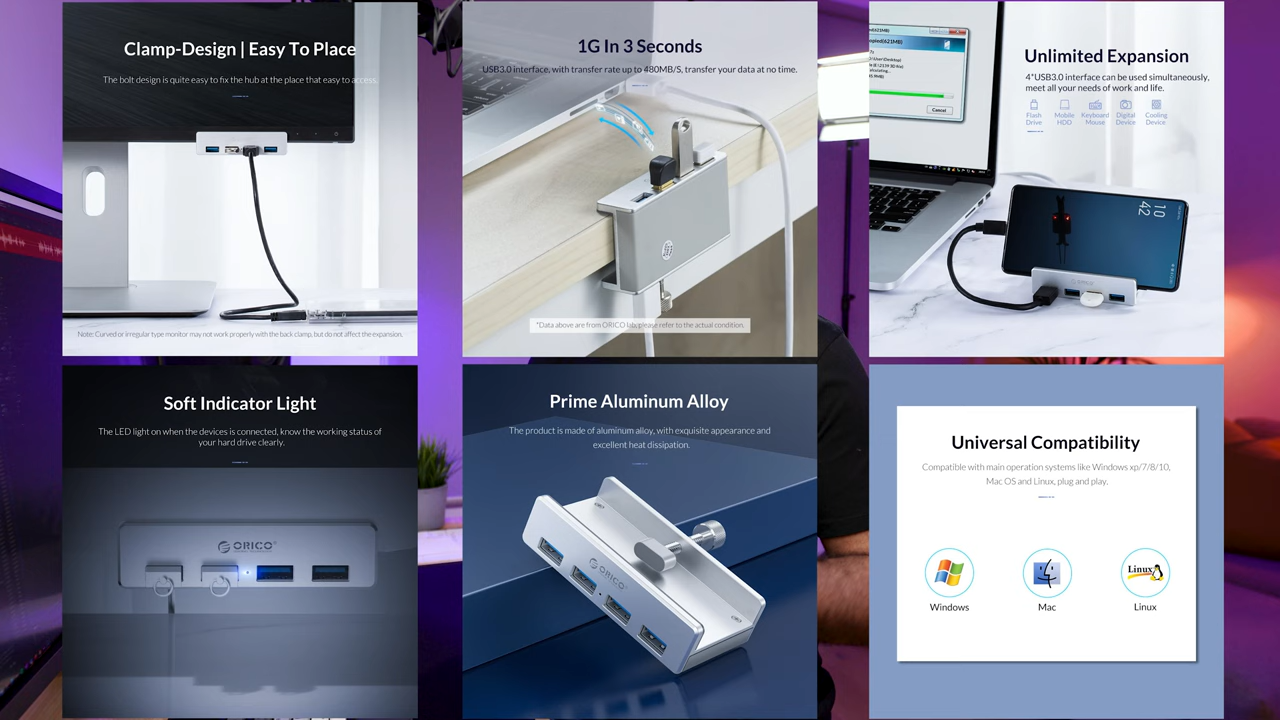 Clamp Design | Easy To Place
The bolt design is very easy to fix the hub at the place that easy to access.
Note: Curved or irregular type monitor may not work properly with the back clamp, but do not affect the expansion.
1G In 3 Seconds
USB3.0 interface, with transfer rate up to 480MB/S, transfer your data at no time.
*Data above are from ORICO lab, please refer to the actual condition.
Unlimited Expansion
4*USB3.0 interface can be used simultaneously,
meet all your needs of work and life.
Flash Drive
Mobile HDD
Keyboard Mouse
Digital Device
Cooling Device
Cancel
10
42
Soft Indicator Light
The LED light on when the devices is connected, know the working status of
your hard drive clearly.
ORICO
Prime Aluminum Alloy
The product is made of aluminum alloy, with exquisite appearance and
excellent heat dissipation.
ORICO
Universal Compatibility
Compatible with main operation systems like Windows xp/7/8/10,
Mac OS and Linux, plug and play.
Linux
Windows
Mac
Linux